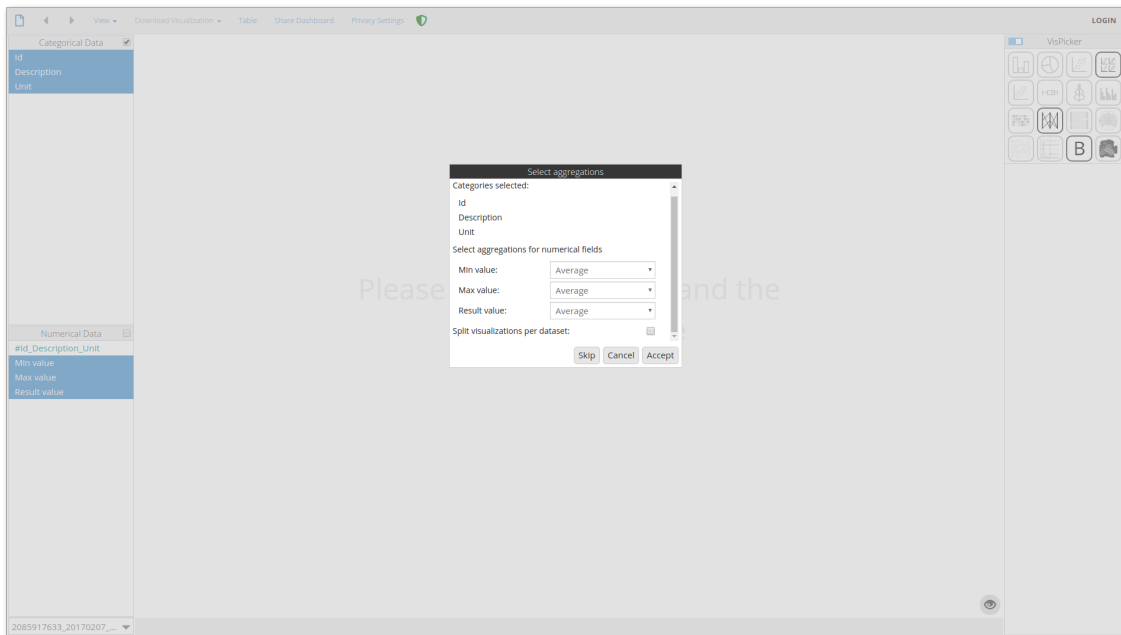 View Download Visualization Table Share Dashboard Privacy Settings LOGIN
Categorical Data
Id
Description
Unit
VisPicker
B
Select aggregations
Categories selected:
Id
Description
Unit
Select aggregations for numerical fields
Min value: Average
Max value: Average
Result value: Average
Split visualizations per dataset:
Skip Cancel Accept
Please and the
Numerical Data
#Id_Description_Unit
Min value
Max value
Result value
2085917633_20170207_...